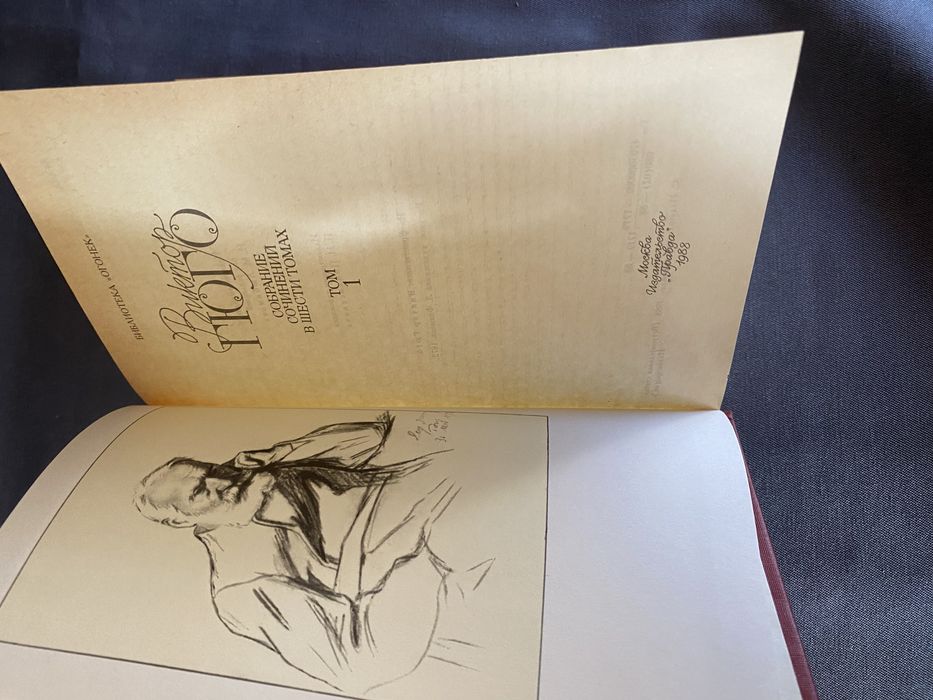 БИБЛИОТЕКА «ОГОНЕК»
Виктор
ГЮГО
СОБРАНИЕ
СОЧИНЕНИЙ
В ШЕСТИ ТОМАХ
ТОМ
1
Москва
Издательство
„Правда”
1988